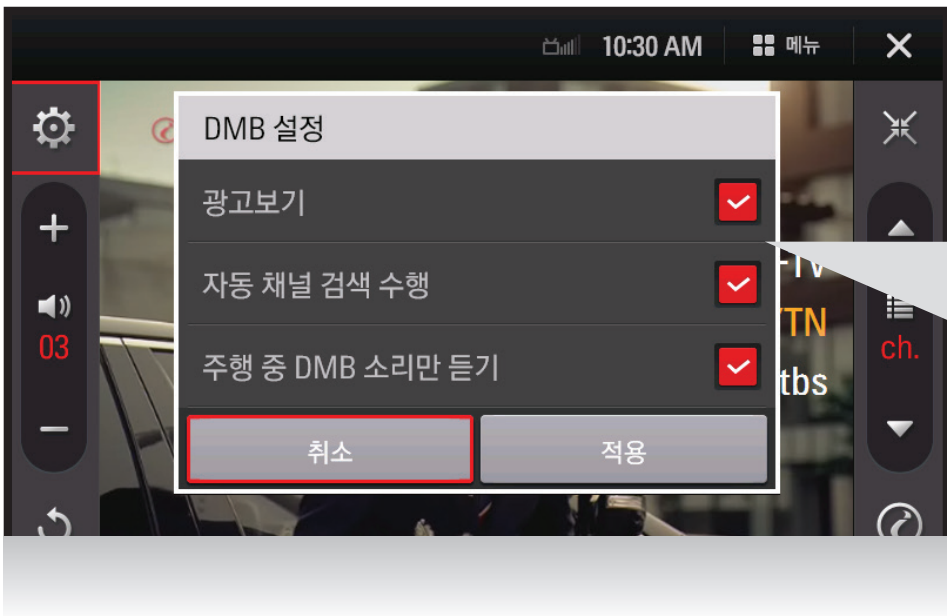 10:30 AM 메뉴
DMB 설정
광고보기
자동 채널 검색 수행
주행 중 DMB 소리만 듣기
취소 적용
03
TN
tbs
ch.